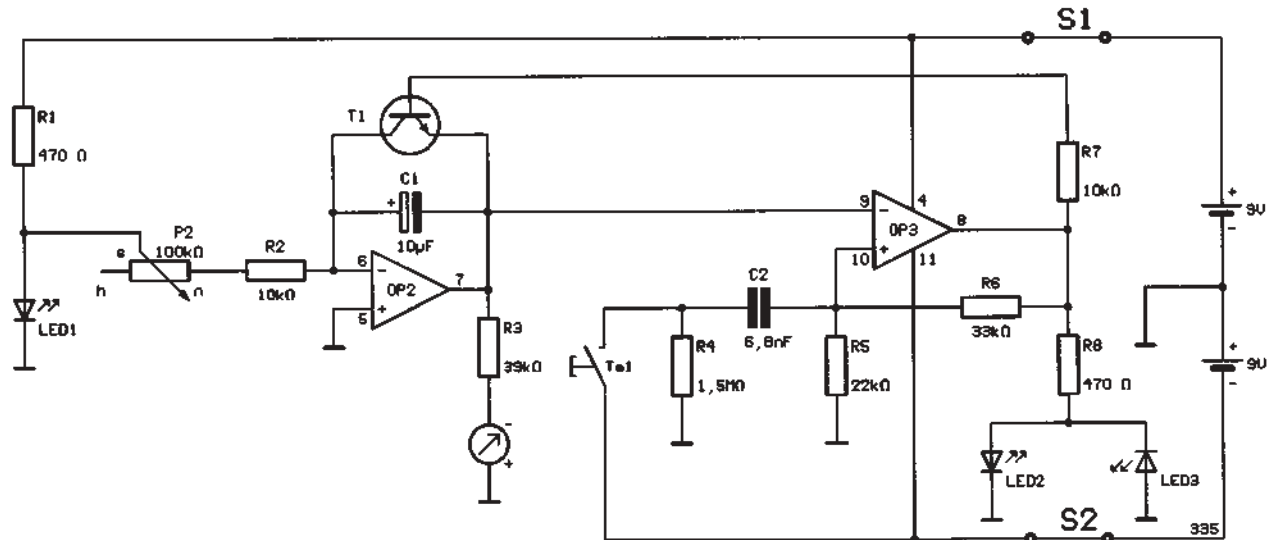 S1
R1
470 Ω
T1
C1
+
10µF
P2
100kΩ
e
h
n
R2
10kΩ
6
-
OP2
7
+
5
LED1
R3
39kΩ
-
+
9
-
4
OP3
8
+
10
11
R7
10kΩ
+
9V
-
C2
6,8nF
R6
33kΩ
Ta1
R4
1,5MΩ
R5
22kΩ
R8
470 Ω
+
9V
-
LED2
LED3
S2
335